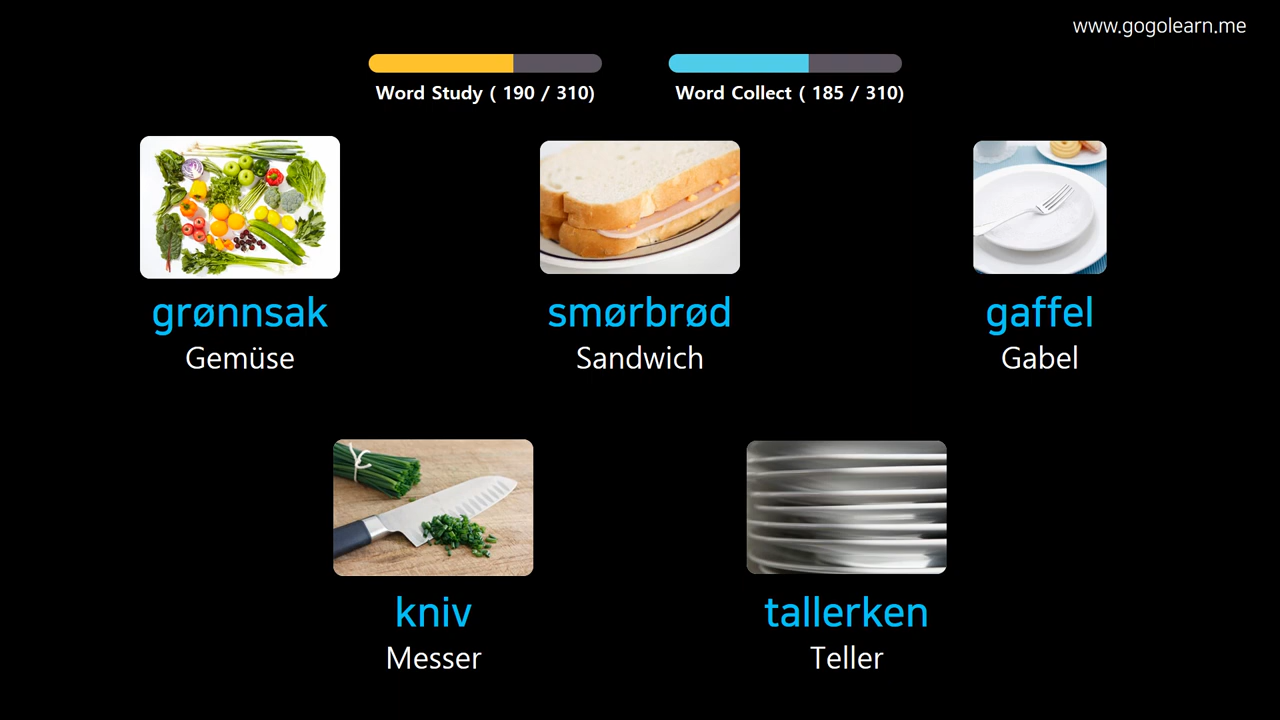 www.gogolearn.me
Word Study ( 190 / 310)
Word Collect ( 185 / 310)
grønnsak
Gemüse
smørbrød
Sandwich
gaffel
Gabel
kniv
Messer
tallerken
Teller